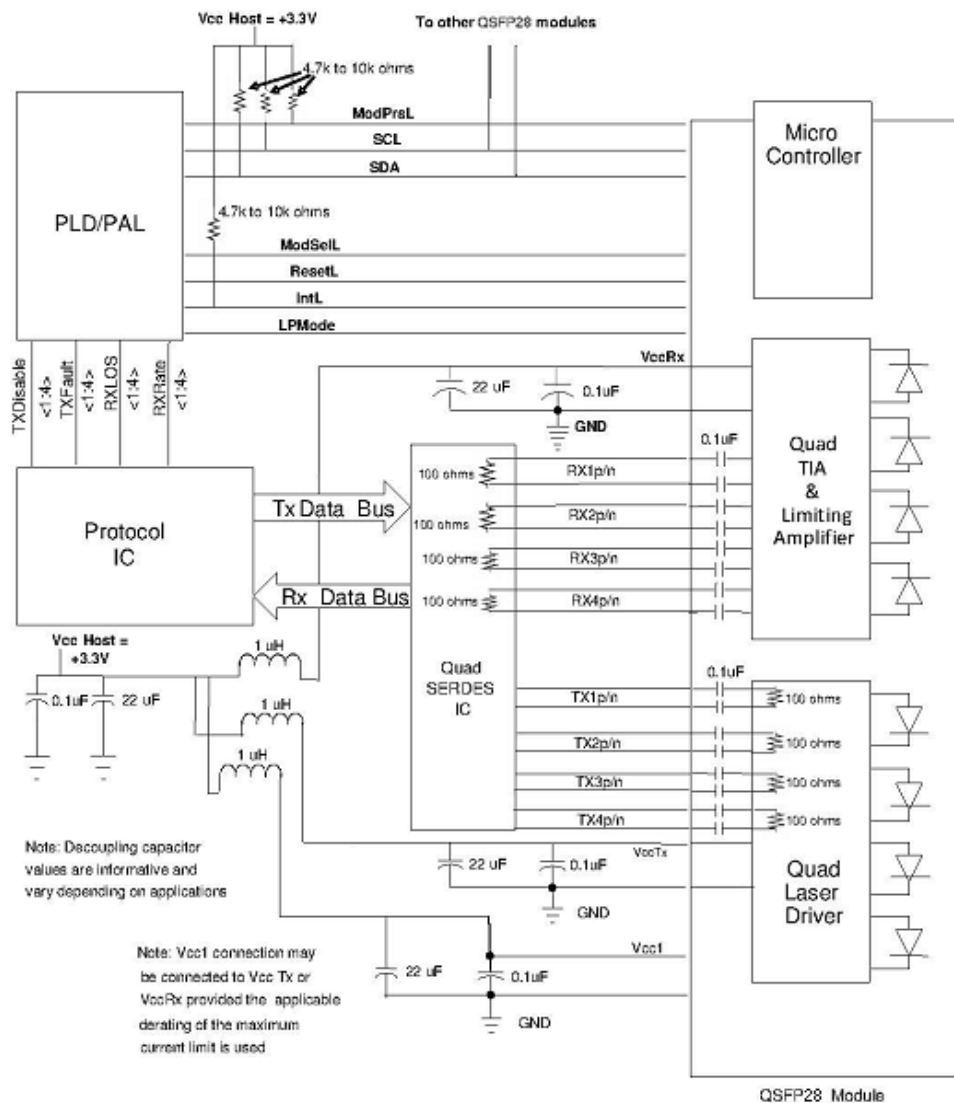 Vcc Host = +3.3V
To other QSFP28 modules
4.7k to 10k ohms
ModPrsL
SCL
SDA
Micro
Controller
PLD/PAL
4.7k to 10k ohms
ModSelL
ResetL
IntL
LPMode
TXDisable
<1:4>
TXFault
<1:4>
RXLOS
<1:4>
RXRate
<1:4>
VccRx
22 uF
0.1uF
GND
Protocol
IC
Tx Data Bus
Rx Data Bus
100 ohms
100 ohms
100 ohms
100 ohms
Quad
SERDES
IC
RX1p/n
RX2p/n
RX3p/n
RX4p/n
0.1uF
Quad
TIA
&
Limiting
Amplifier
Vcc Host =
+3.3V
0.1uF
22 uF
1 uH
1 uH
1 uH
TX1p/n
TX2p/n
TX3p/n
TX4p/n
0.1uF
100 ohms
100 ohms
100 ohms
100 ohms
Quad
Laser
Driver
VccTx
22 uF
0.1uF
GND
Note: Decoupling capacitor
values are informative and
vary depending on applications
Vcc1
22 uF
0.1uF
GND
Note: Vcc1 connection may
be connected to Vcc Tx or
VccRx provided the applicable
derating of the maximum
current limit is used
QSFP28 Module